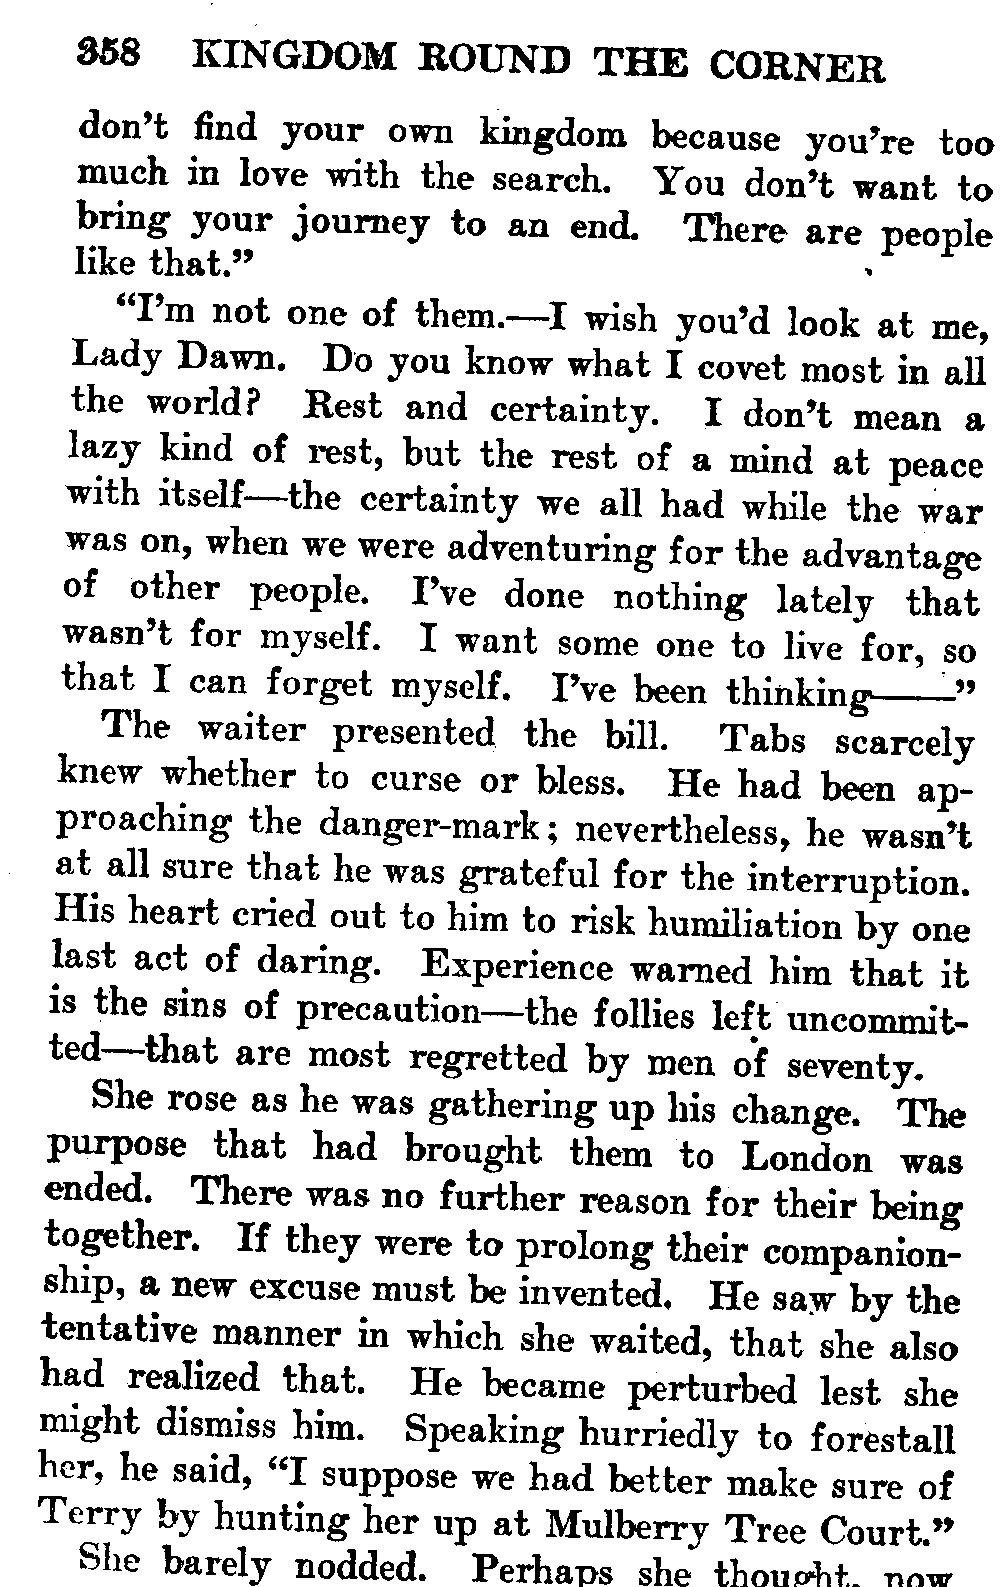 358 KINGDOM ROUND THE CORNER
don't find your own kingdom because you're too
much in love with the search. You don't want to
bring your journey to an end. There are people
like that."
"I'm not one of them.—I wish you'd look at me,
Lady Dawn. Do you know what I covet most in all
the world? Rest and certainty. I don't mean a
lazy kind of rest, but the rest of a mind at peace
with itself—the certainty we all had while the war
was on, when we were adventuring for the advantage
of other people. I've done nothing lately that
wasn't for myself. I want some one to live for, so
that I can forget myself. I've been thinking——"
The waiter presented the bill. Tabs scarcely
knew whether to curse or bless. He had been ap-
proaching the danger-mark; nevertheless, he wasn't
at all sure that he was grateful for the interruption.
His heart cried out to him to risk humiliation by one
last act of daring. Experience warned him that it
is the sins of precaution—the follies left uncommit-
ted—that are most regretted by men of seventy.
She rose as he was gathering up his change. The
purpose that had brought them to London was
ended. There was no further reason for their being
together. If they were to prolong their companion-
ship, a new excuse must be invented. He saw by the
tentative manner in which she waited, that she also
had realized that. He became perturbed lest she
might dismiss him. Speaking hurriedly to forestall
her, he said, "I suppose we had better make sure of
Terry by hunting her up at Mulberry Tree Court."
She barely nodded. Perhaps she thought, now